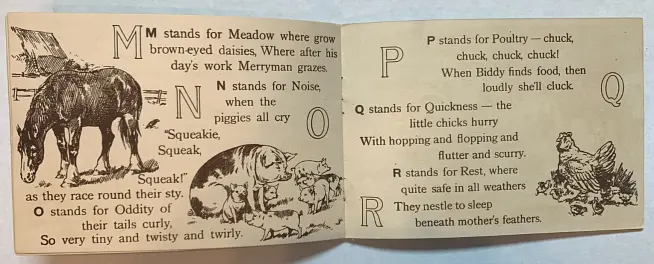 M
M stands for Meadow where grow
brown-eyed daisies, Where after his
day's work Merryman grazes.
N
N stands for Noise,
when the
piggies all cry
"Squeakie,
Squeak,
Squeak!"
as they race round their sty.
O
O stands for Oddity of
their tails curly,
So very tiny and twisty and twirly.
P
P stands for Poultry — chuck,
chuck, chuck, chuck!
When Biddy finds food, then
loudly she'll cluck.
Q
Q stands for Quickness — the
little chicks hurry
With hopping and flopping and
flutter and scurry.
R
R stands for Rest, where
quite safe in all weathers
They nestle to sleep
beneath mother's feathers.